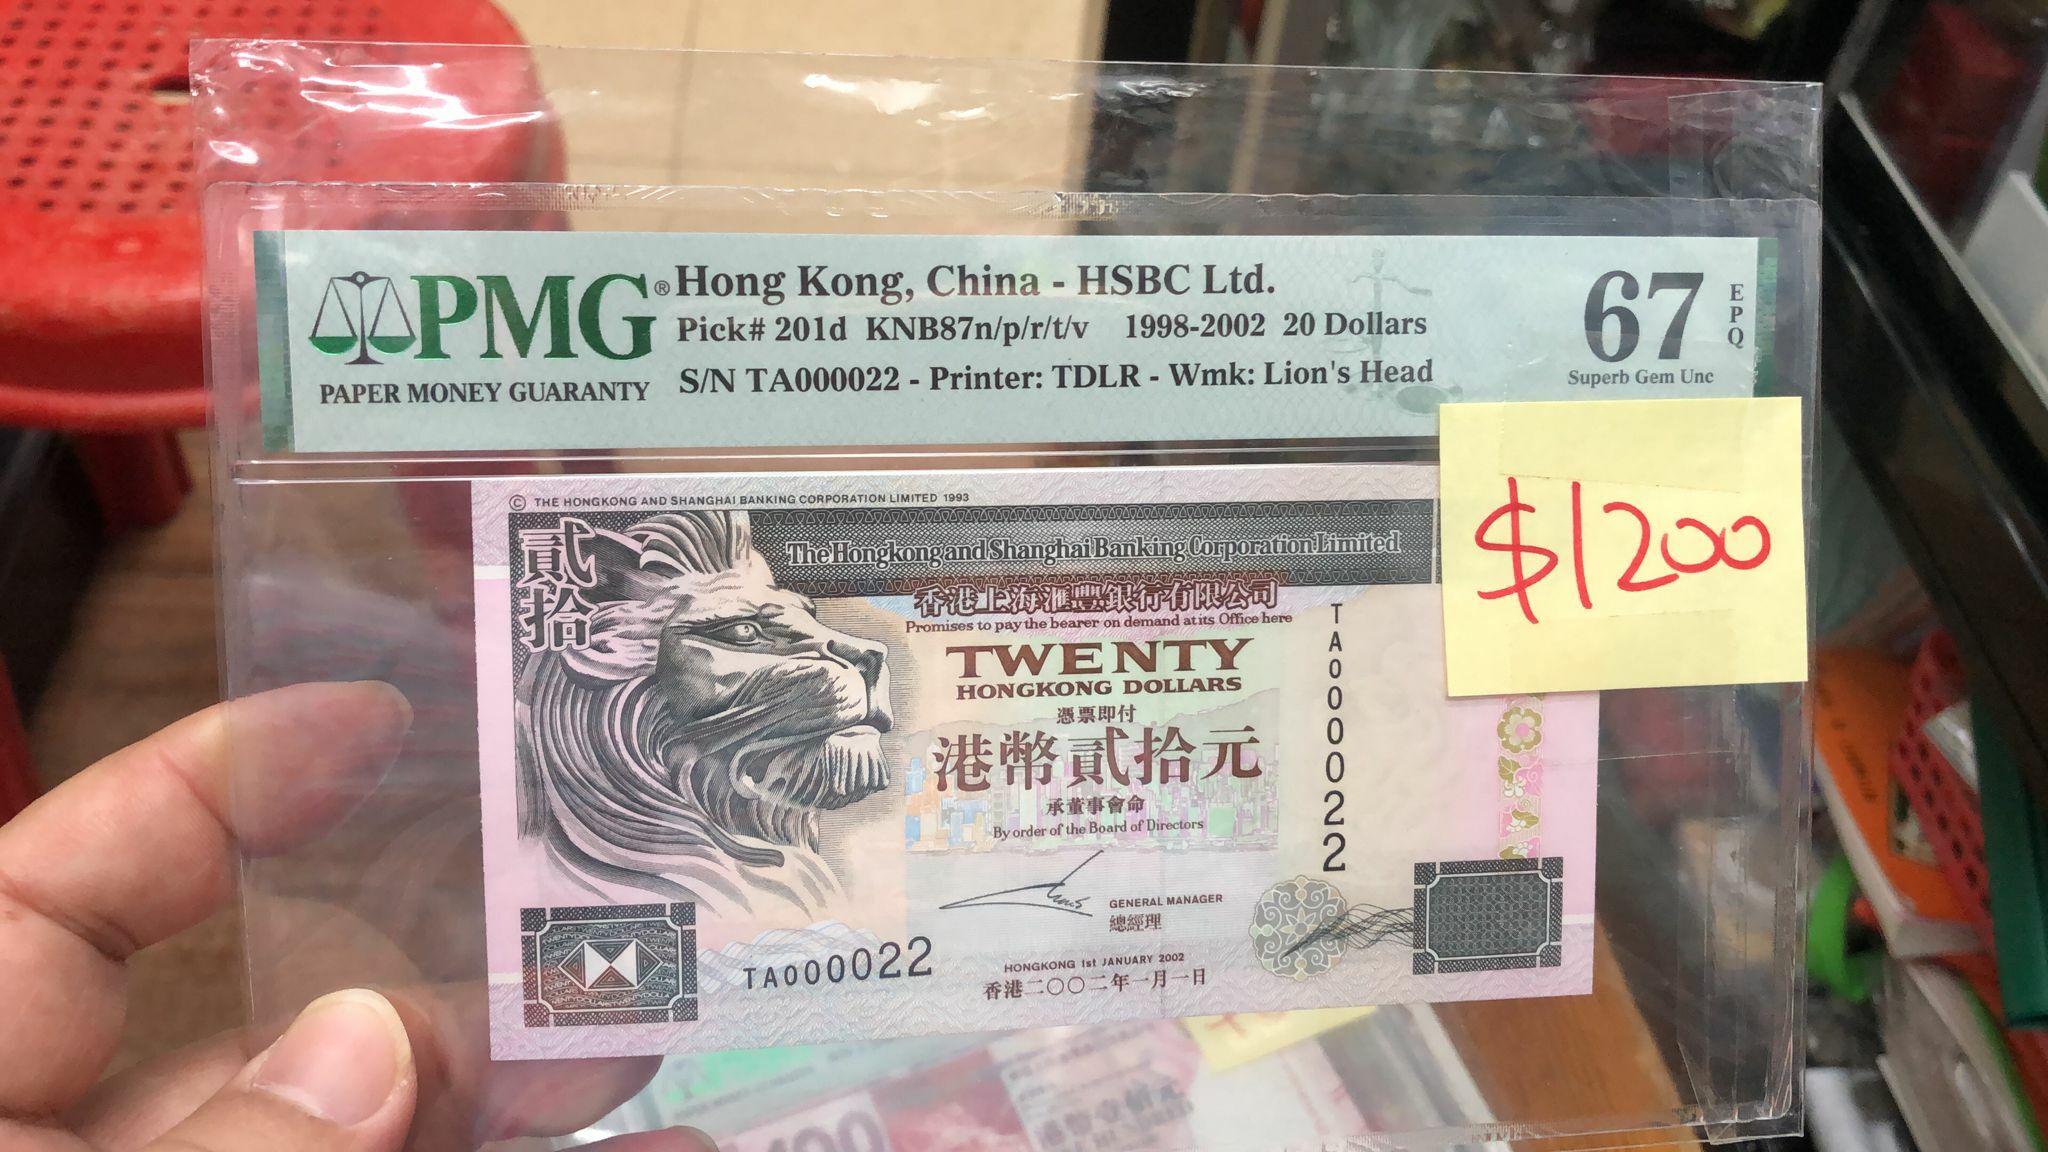 PMG®
PAPER MONEY GUARANTY
Hong Kong, China - HSBC Ltd.
Pick# 201d KNB87n/p/r/t/v 1998-2002 20 Dollars
S/N TA000022 - Printer: TDLR - Wmk: Lion's Head
67
EPQ
Superb Gem Unc
$1200
© THE HONGKONG AND SHANGHAI BANKING CORPORATION LIMITED 1993
貳拾
The Hongkong and Shanghai Banking Corporation Limited
香港上海滙豐銀行有限公司
Promises to pay the bearer on demand at its Office here
TWENTY
HONGKONG DOLLARS
憑票即付
港幣貳拾元
承董事會命
By order of the Board of Directors
GENERAL MANAGER
總經理
TA000022
HONGKONG 1st JANUARY 2002
香港二〇〇二年一月一日
TA000022